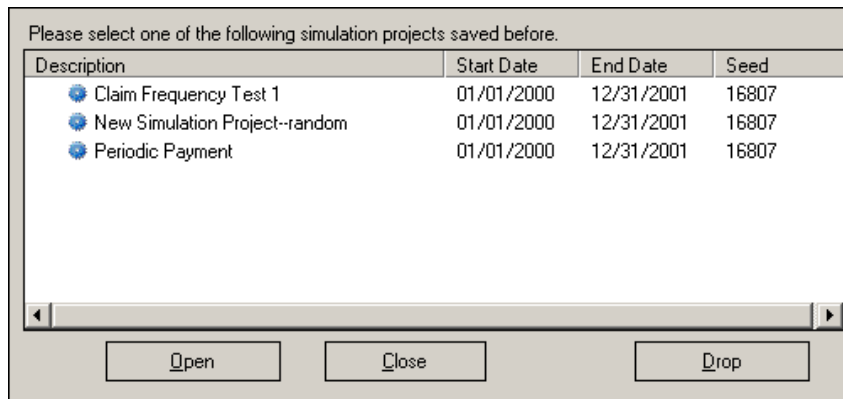 Please select one of the following simulation projects saved before.
Description Start Date End Date Seed
Claim Frequency Test 1 01/01/2000 12/31/2001 16807
New Simulation Project--random 01/01/2000 12/31/2001 16807
Periodic Payment 01/01/2000 12/31/2001 16807
Open Close Drop